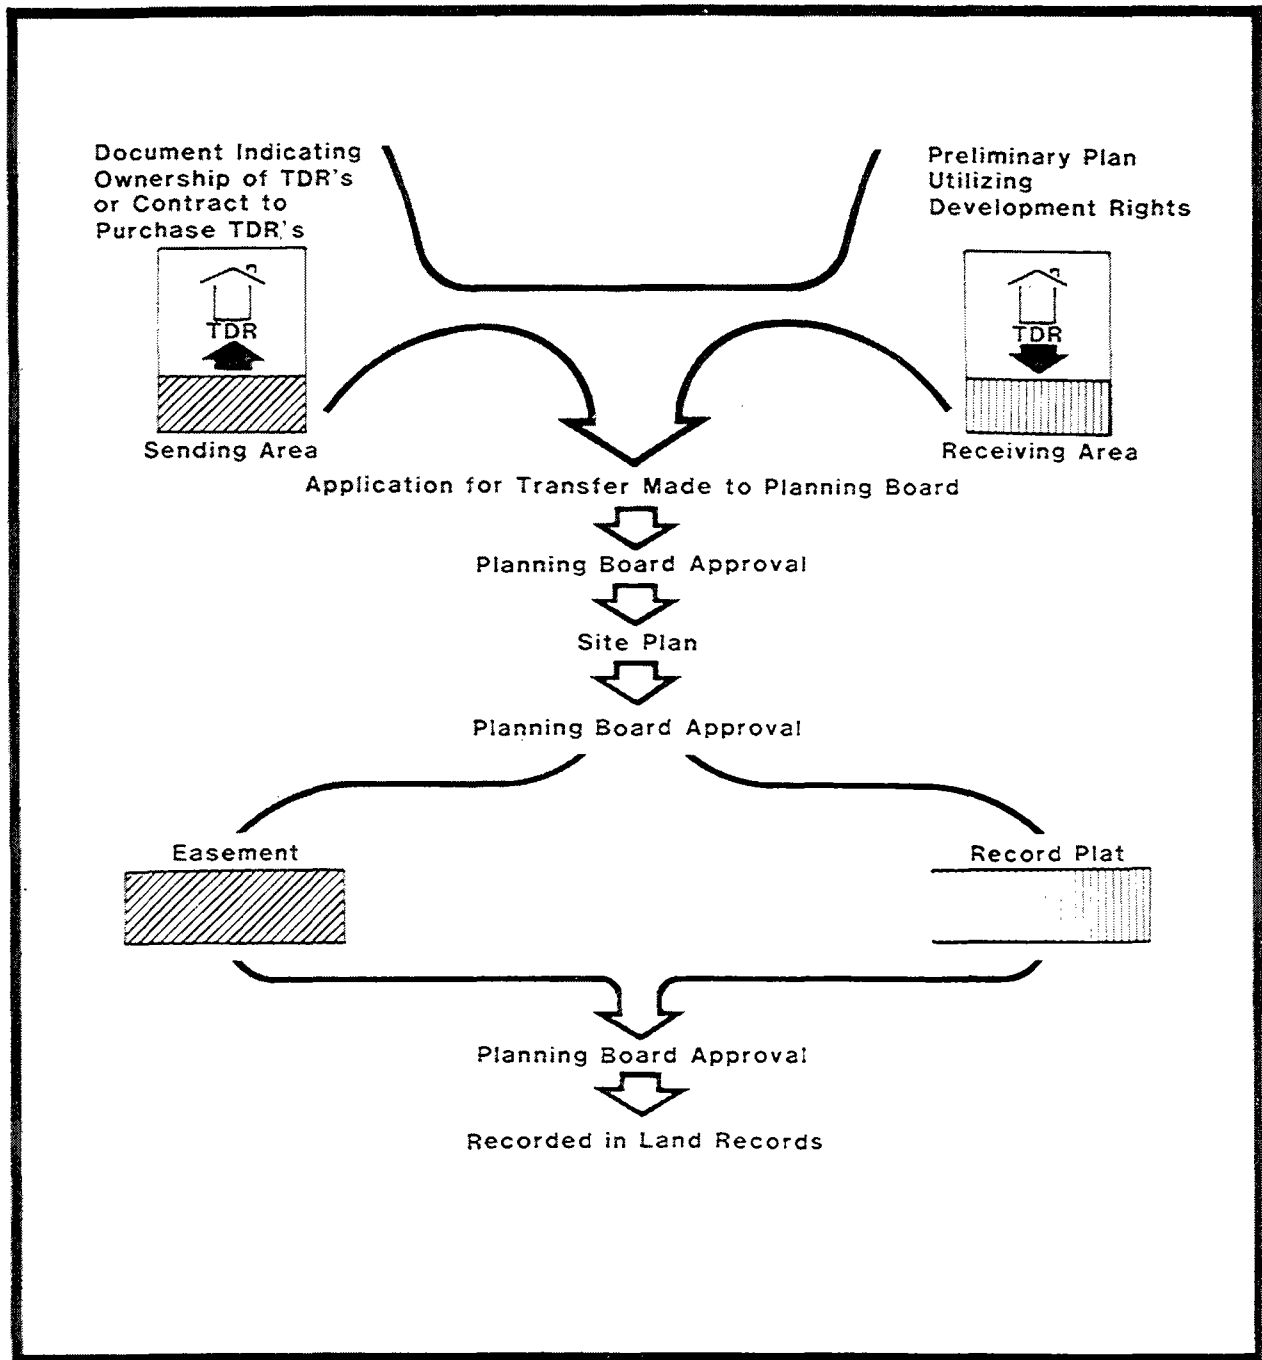 Document Indicating
Ownership of TDR's
or Contract to
Purchase TDR's
Preliminary Plan
Utilizing
Development Rights
TDR
TDR
Sending Area
Receiving Area
Application for Transfer Made to Planning Board
Planning Board Approval
Site Plan
Planning Board Approval
Easement
Record Plat
Planning Board Approval
Recorded in Land Records